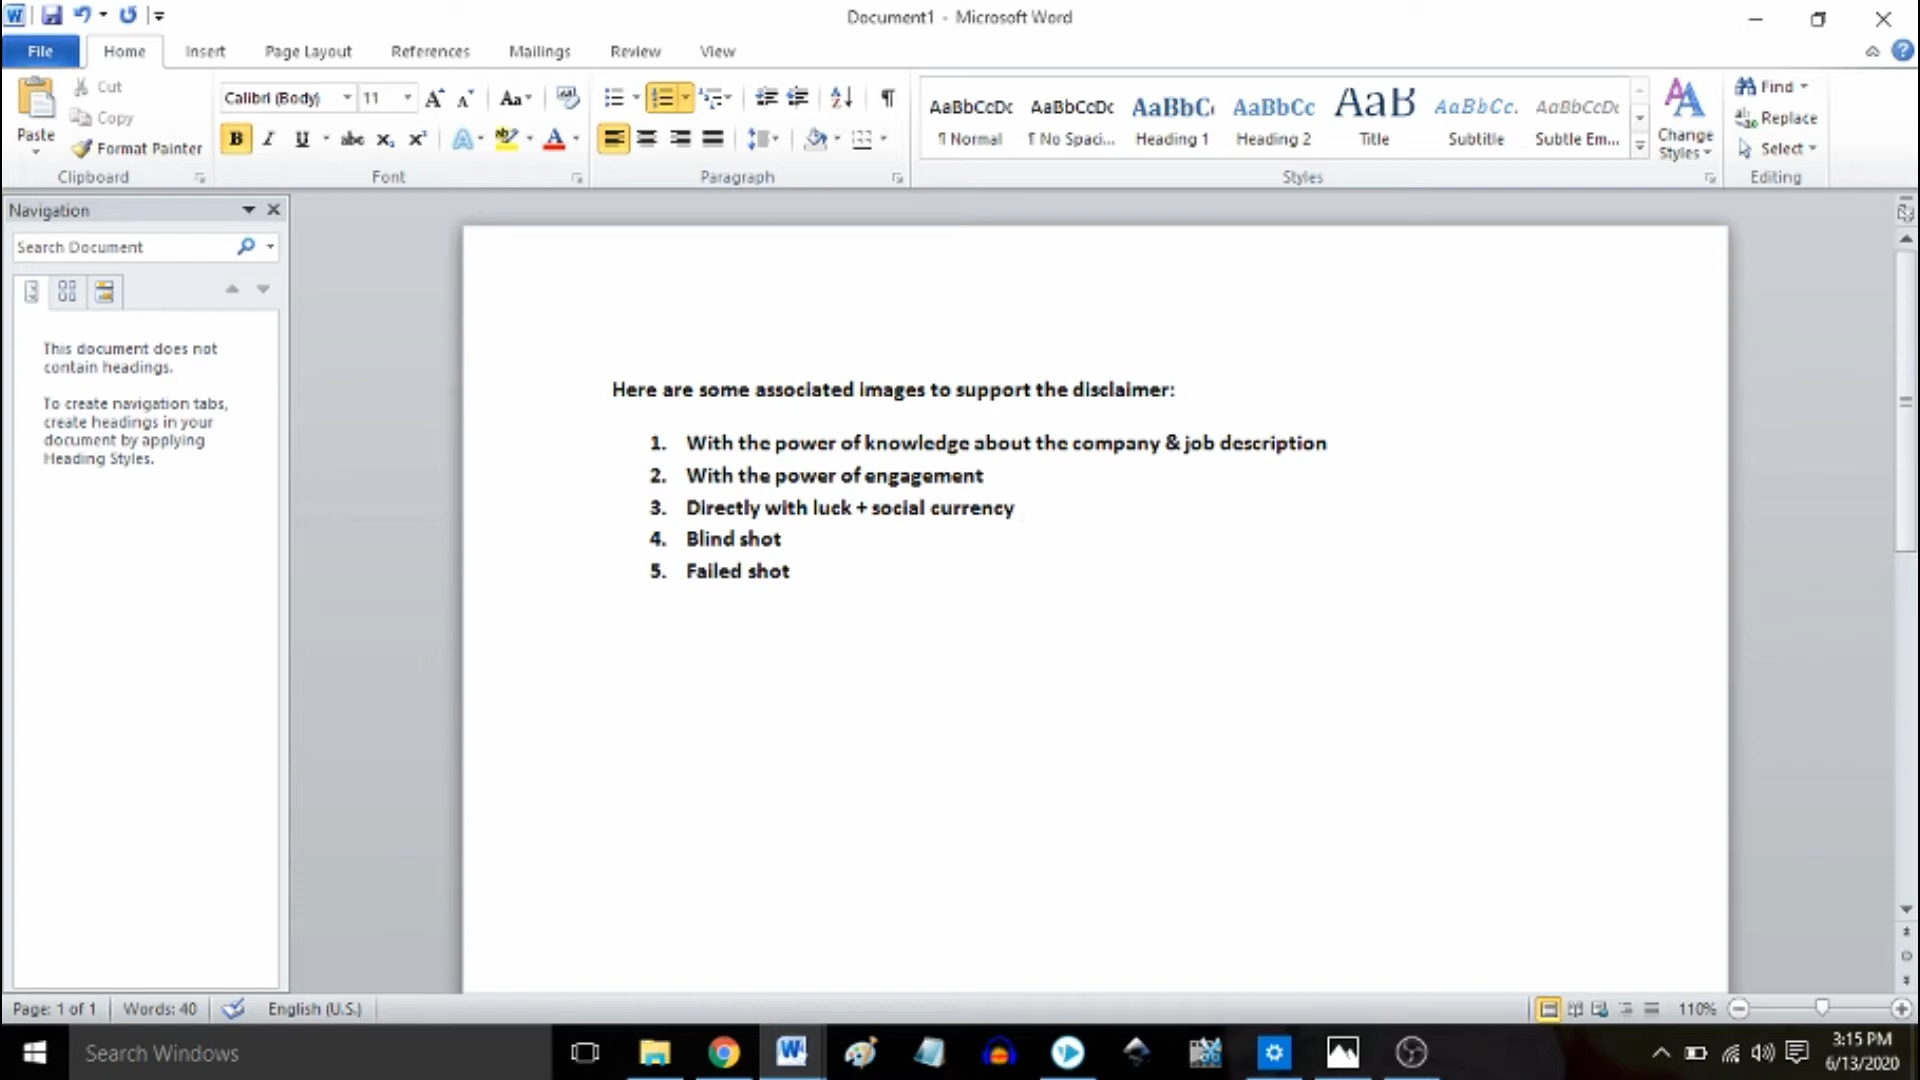 Document1 - Microsoft Word
File Home Insert Page Layout References Mailings Review View
Paste
Cut
Copy
Format Painter
Clipboard
Calibri (Body) 11
Font
Paragraph
AaBbCcDc AaBbCcDc AaBbC AaBbCc AaB AaBbCc. AaBbCcDc
¶ Normal ¶ No Spaci... Heading 1 Heading 2 Title Subtitle Subtle Em...
Styles
Change
Styles
Find
Replace
Select
Editing
Navigation
Search Document
This document does not
contain headings.
To create navigation tabs,
create headings in your
document by applying
Heading Styles.
Here are some associated images to support the disclaimer:
1. With the power of knowledge about the company & job description
2. With the power of engagement
3. Directly with luck + social currency
4. Blind shot
5. Failed shot
Page: 1 of 1 Words: 40 English (U.S.) 110%
Search Windows
3:15 PM
6/13/2020